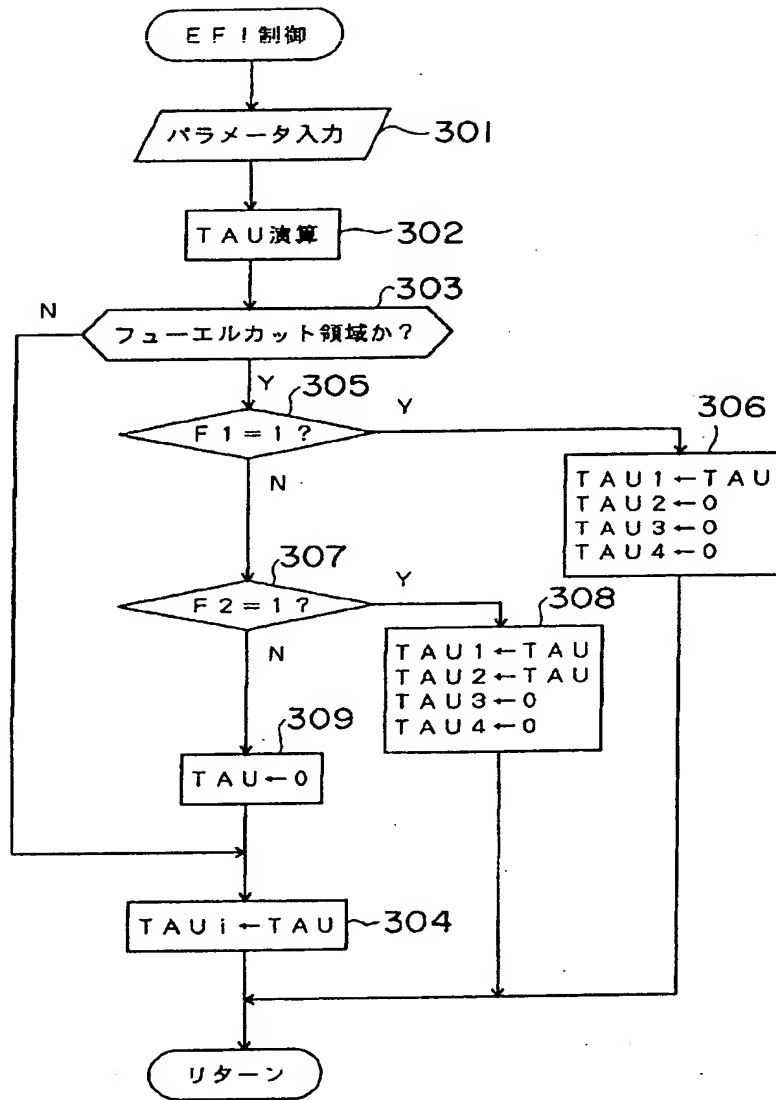 EFI制御
パラメータ入力
301
TAU演算
302
303
N
フューエルカット領域か?
Y
305
Y
F1=1?
306
N
TAU1←TAU
TAU2←0
TAU3←0
TAU4←0
307
Y
F2=1?
308
N
TAU1←TAU
TAU2←TAU
TAU3←0
TAU4←0
309
TAU←0
TAUi←TAU
304
リターン